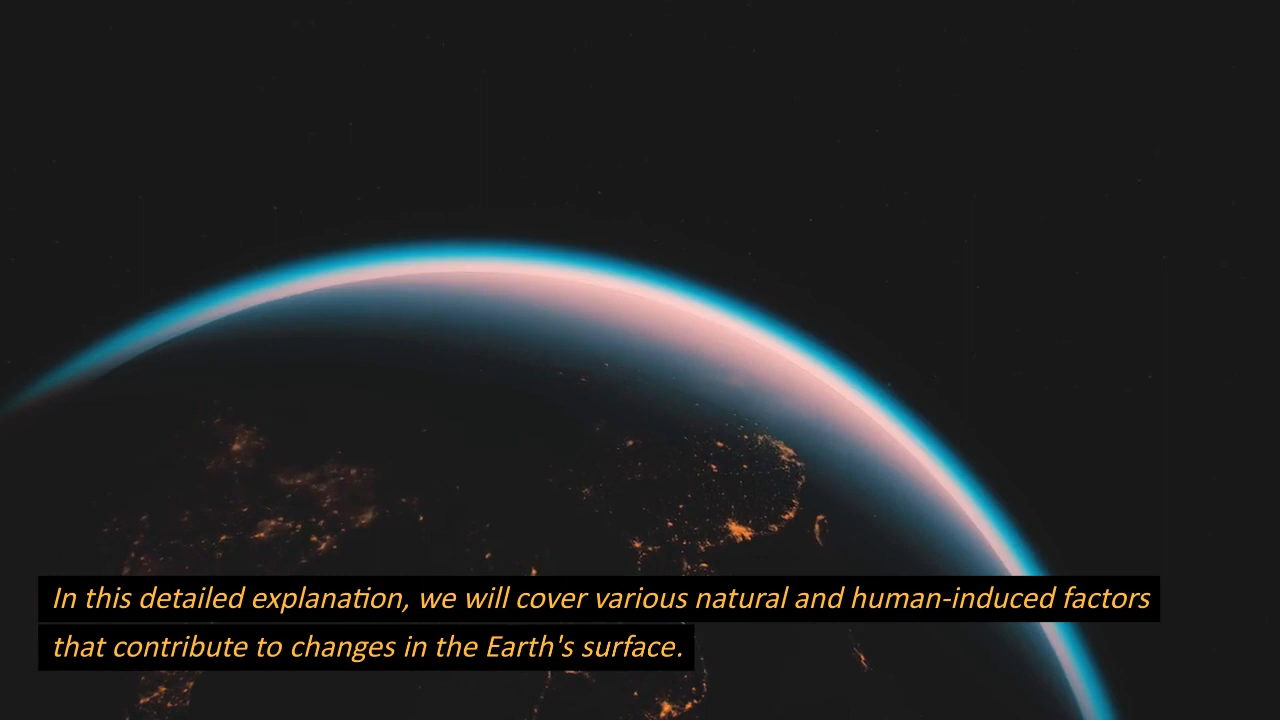 In this detailed explanation, we will cover various natural and human-induced factors
that contribute to changes in the Earth's surface.